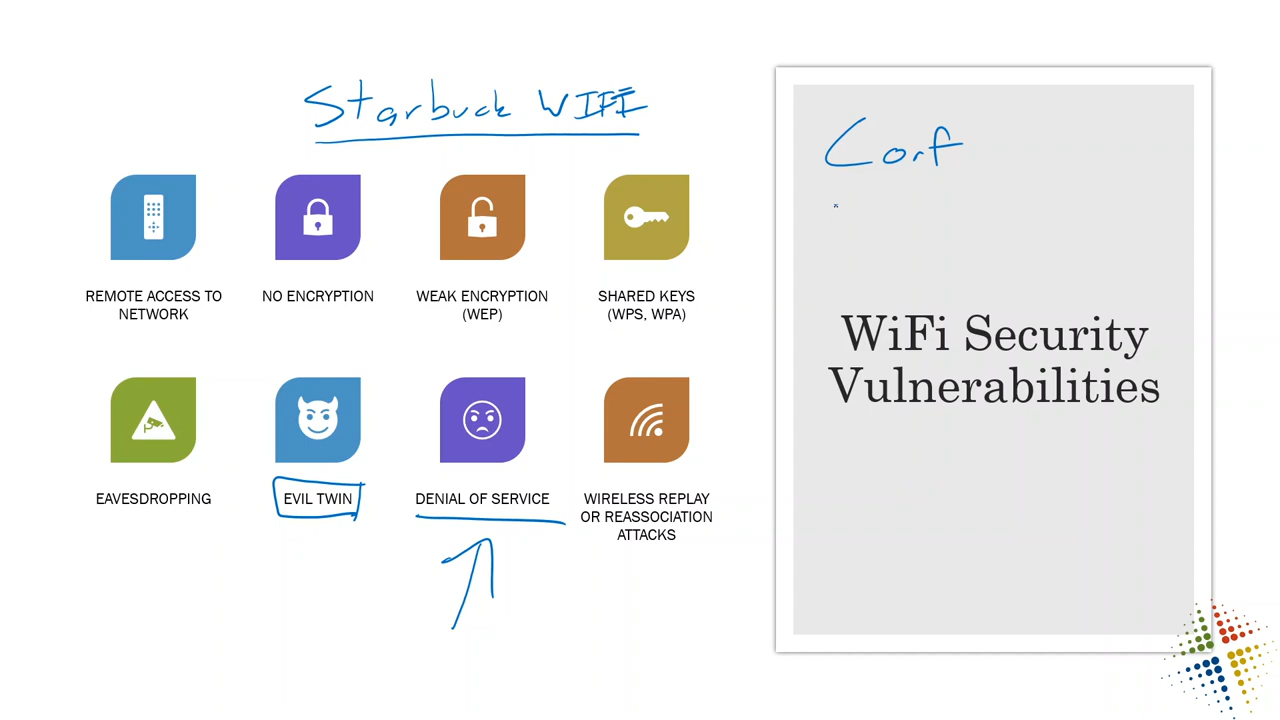 Starbuck WIFI
Corf
REMOTE ACCESS TO
NETWORK
NO ENCRYPTION
WEAK ENCRYPTION
(WEP)
SHARED KEYS
(WPS, WPA)
EAVESDROPPING
EVIL TWIN
DENIAL OF SERVICE
WIRELESS REPLAY
OR REASSOCIATION
ATTACKS
WiFi Security
Vulnerabilities